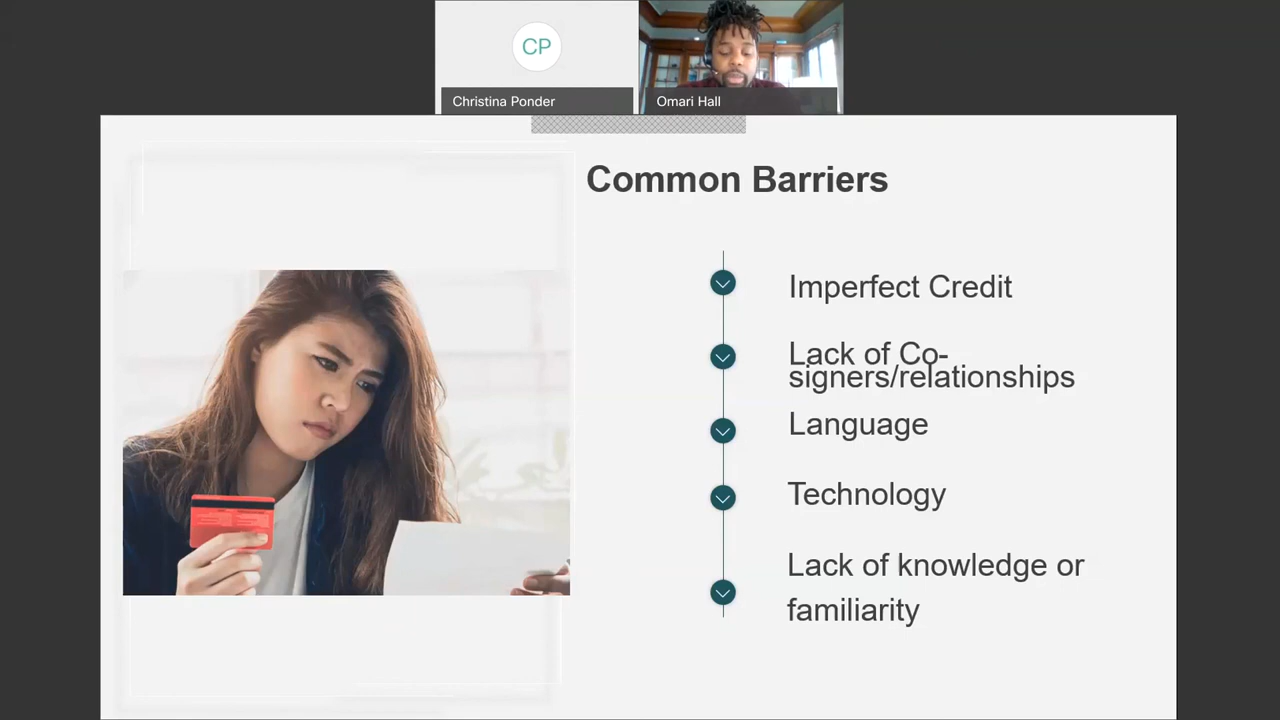 CP
Christina Ponder
Omari Hall
Common Barriers
Imperfect Credit
Lack of Co-
signers/relationships
Language
Technology
Lack of knowledge or
familiarity